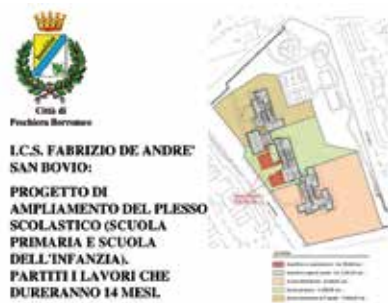 Città di
Peschiera Borromeo
I.C.S. FABRIZIO DE ANDRE'
SAN BOVIO:
PROGETTO DI
AMPLIAMENTO DEL PLESSO
SCOLASTICO (SCUOLA
PRIMARIA E SCUOLA
DELL'INFANZIA).
PARTITI I LAVORI CHE
DURERANNO 14 MESI.